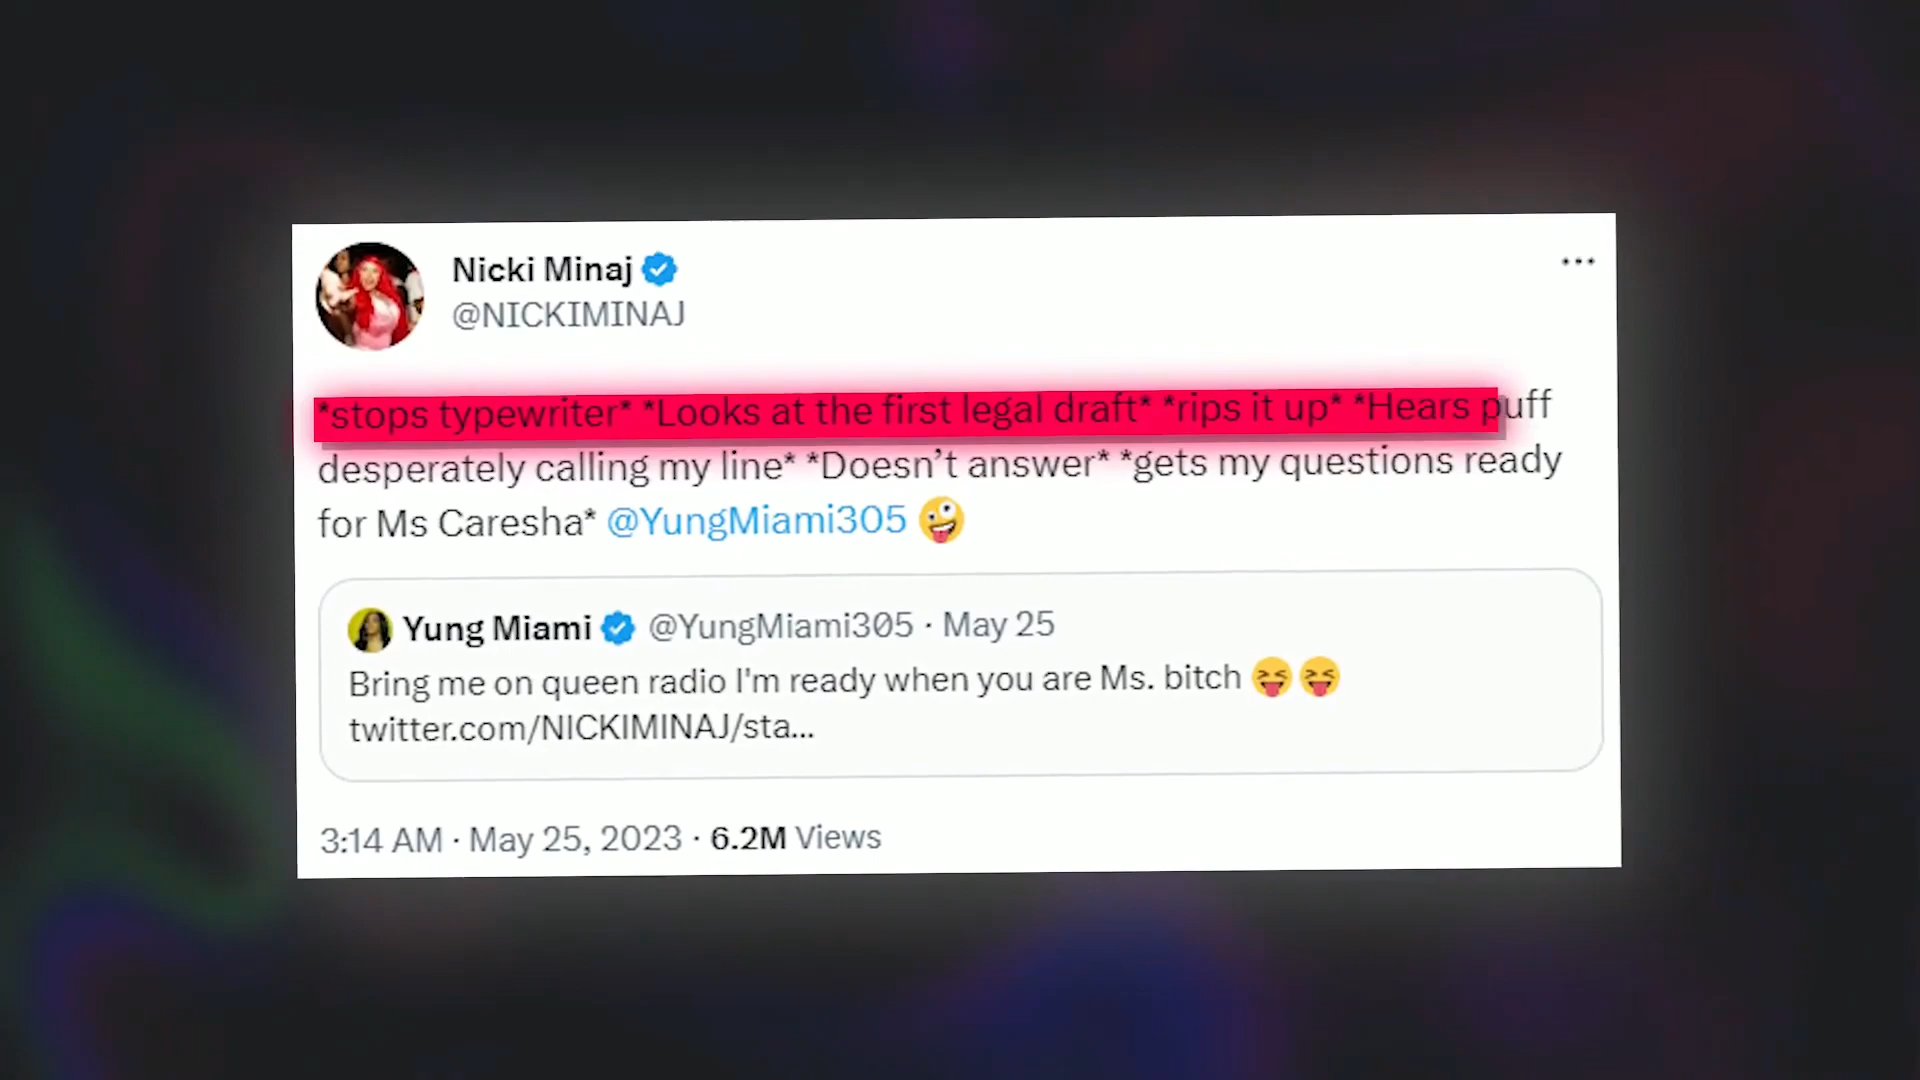 Nicki Minaj
@NICKIMINAJ
*stops typewriter* *Looks at the first legal draft* *rips it up* *Hears puff
desperately calling my line* *Doesn’t answer* *gets my questions ready
for Ms Caresha* @YungMiami305 🤪
Yung Miami @YungMiami305 · May 25
Bring me on queen radio I'm ready when you are Ms. bitch 😝😝
twitter.com/NICKIMINAJ/sta...
3:14 AM · May 25, 2023 · 6.2M Views